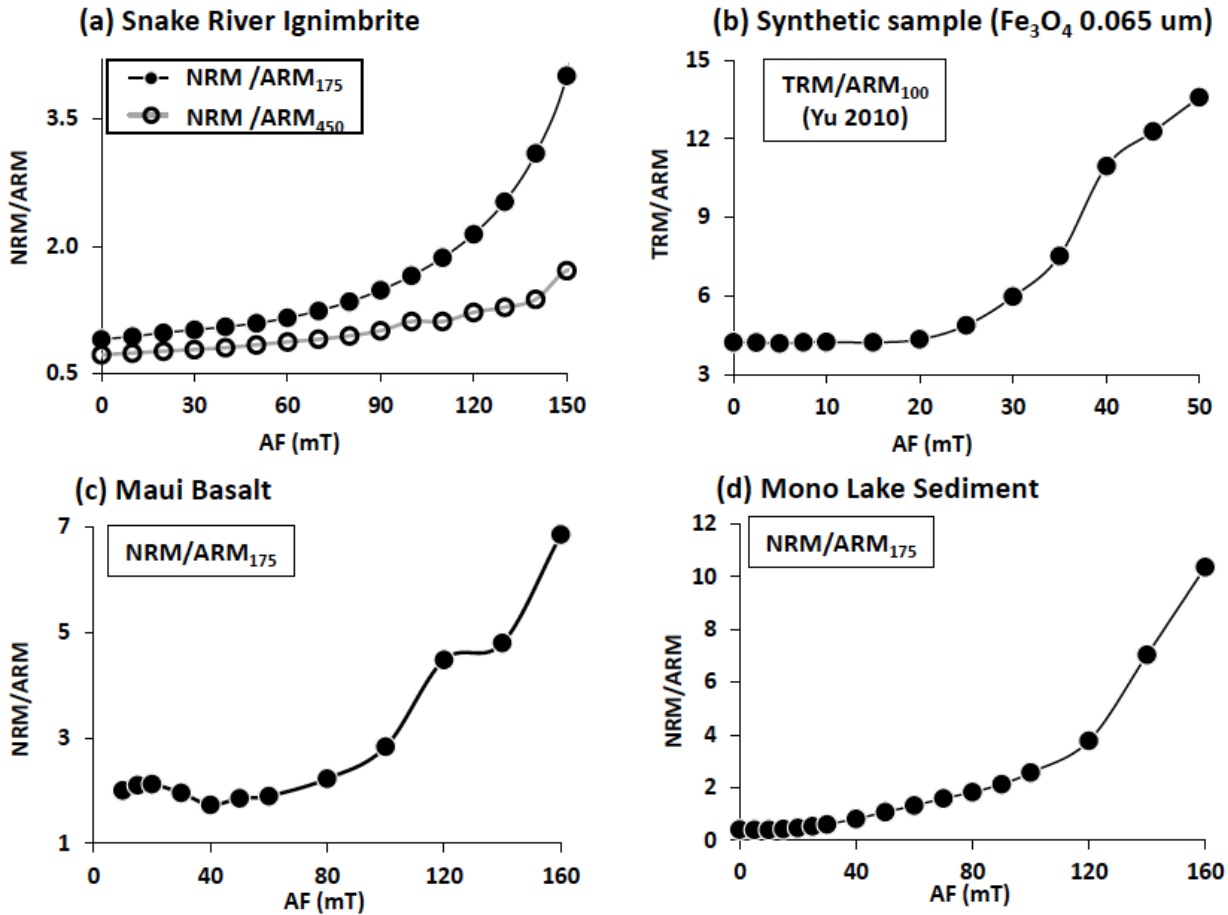 (a) Snake River Ignimbrite
NRM /ARM₁₇₅
NRM /ARM₄₅₀
NRM/ARM
3.5
2.0
0.5
0 30 60 90 120 150
AF (mT)
(b) Synthetic sample (Fe₃O₄ 0.065 um)
TRM/ARM₁₀₀
(Yu 2010)
TRM/ARM
15
12
9
6
3
0 10 20 30 40 50
AF (mT)
(c) Maui Basalt
NRM/ARM₁₇₅
NRM/ARM
7
5
3
1
0 40 80 120 160
AF (mT)
(d) Mono Lake Sediment
NRM/ARM₁₇₅
NRM/ARM
12
10
8
6
4
2
0
0 40 80 120 160
AF (mT)